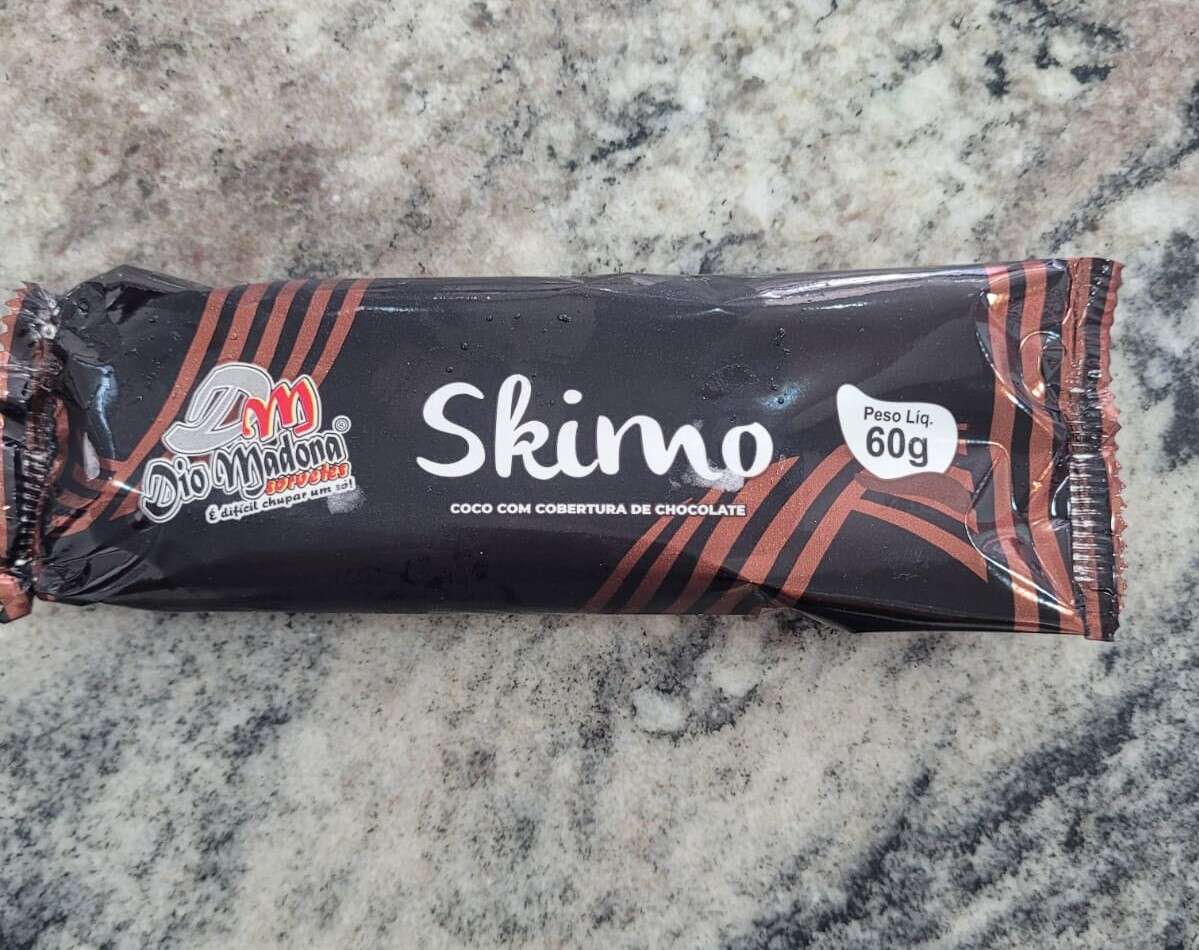 DM
Dio Madona ®
sorvetes
É difícil chupar um só!
Skimo
COCO COM COBERTURA DE CHOCOLATE
Peso Líq.
60g